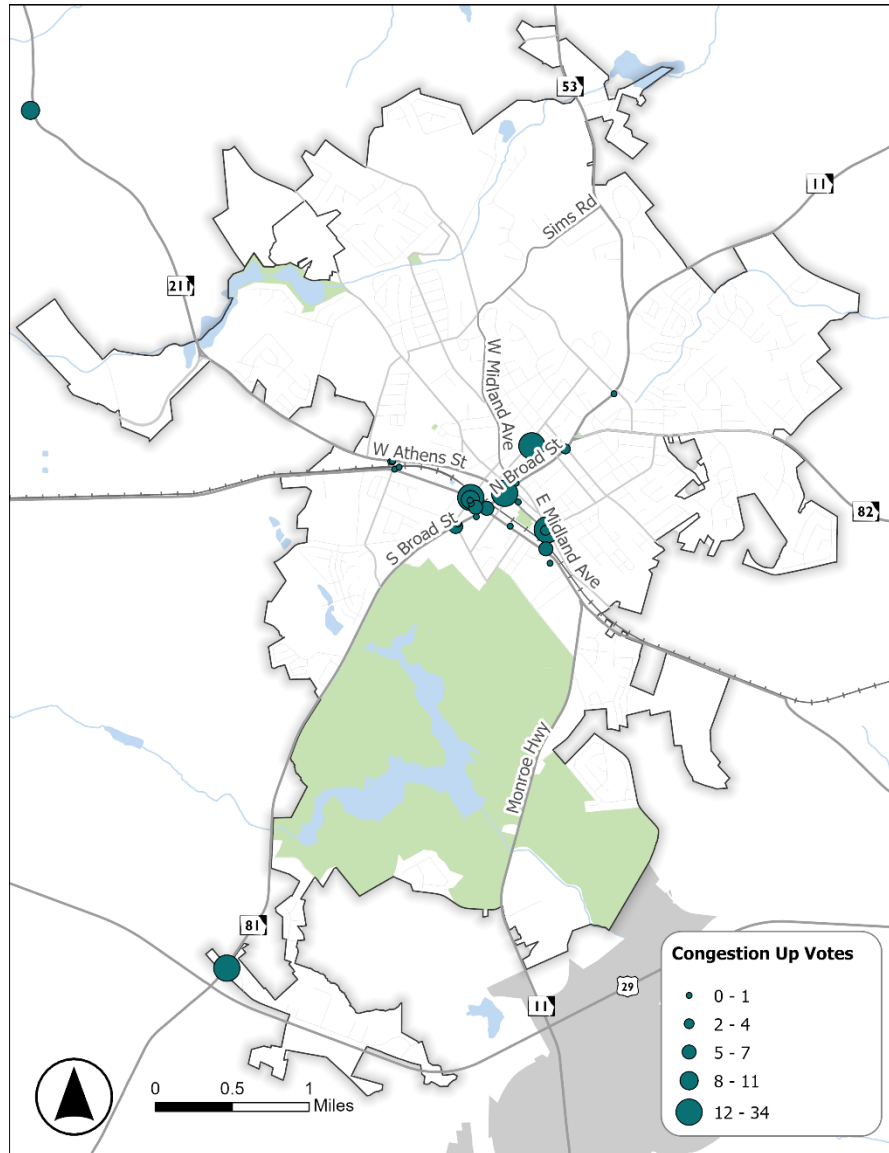 53
11
Sims Rd
211
W Midland Ave
W Athens St
N Broad St
E Midland Ave
S Broad St
82
Monroe Hwy
81
29
11
Congestion Up Votes
0 - 1
2 - 4
5 - 7
8 - 11
12 - 34
0 0.5 1
Miles